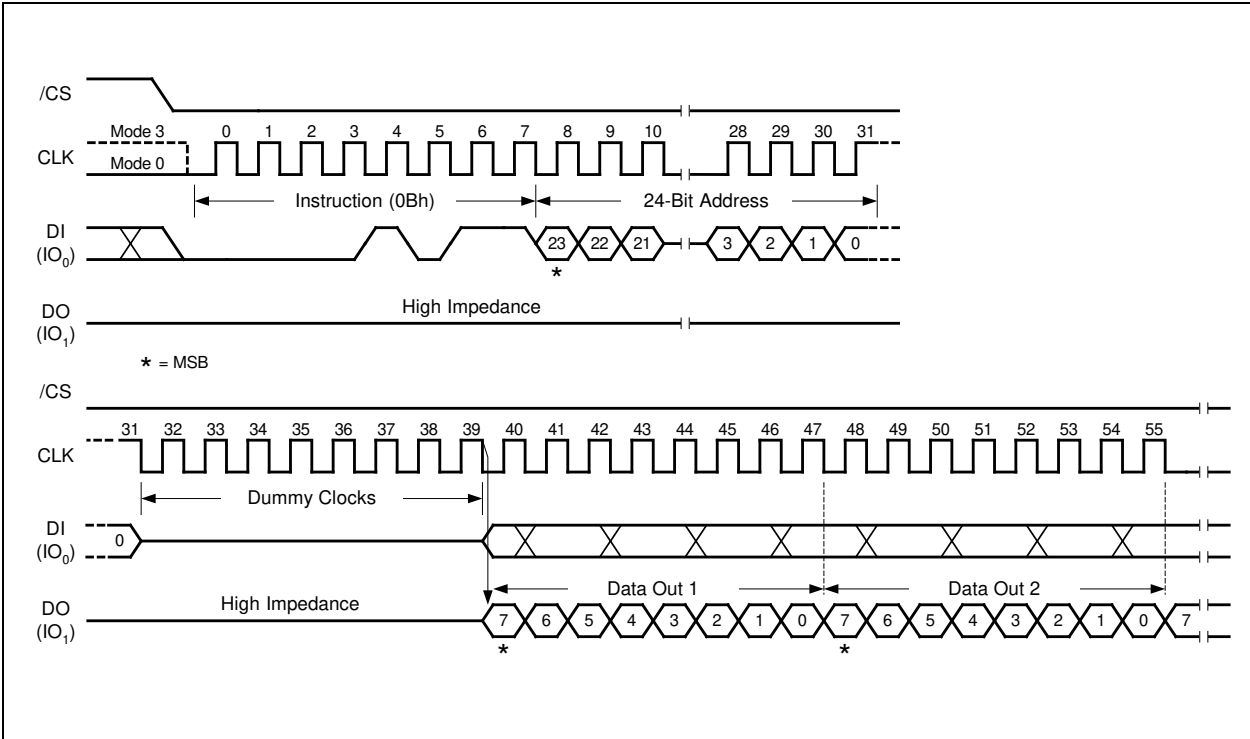 /CS
Mode 3
0 1 2 3 4 5 6 7 8 9 10 28 29 30 31
CLK
Mode 0
Instruction (0Bh) 24-Bit Address
DI
(IO0)
23 22 21 3 2 1 0
*
DO
(IO1)
High Impedance
* = MSB
/CS
31 32 33 34 35 36 37 38 39 40 41 42 43 44 45 46 47 48 49 50 51 52 53 54 55
CLK
Dummy Clocks
DI
(IO0)
0
Data Out 1 Data Out 2
DO
(IO1)
High Impedance
7 6 5 4 3 2 1 0 7 6 5 4 3 2 1 0 7
* *